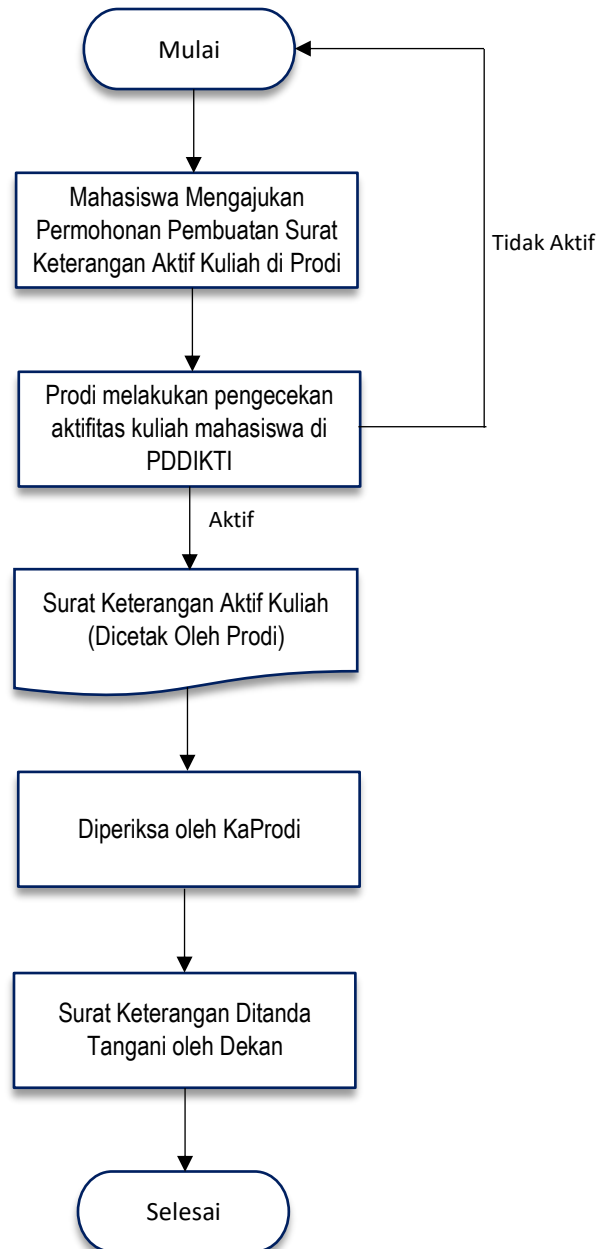 Mulai
Mahasiswa Mengajukan
Permohonan Pembuatan Surat
Keterangan Aktif Kuliah di Prodi
Tidak Aktif
Prodi melakukan pengecekan
aktifitas kuliah mahasiswa di
PDDIKTI
Aktif
Surat Keterangan Aktif Kuliah
(Dicetak Oleh Prodi)
Diperiksa oleh KaProdi
Surat Keterangan Ditanda
Tangani oleh Dekan
Selesai